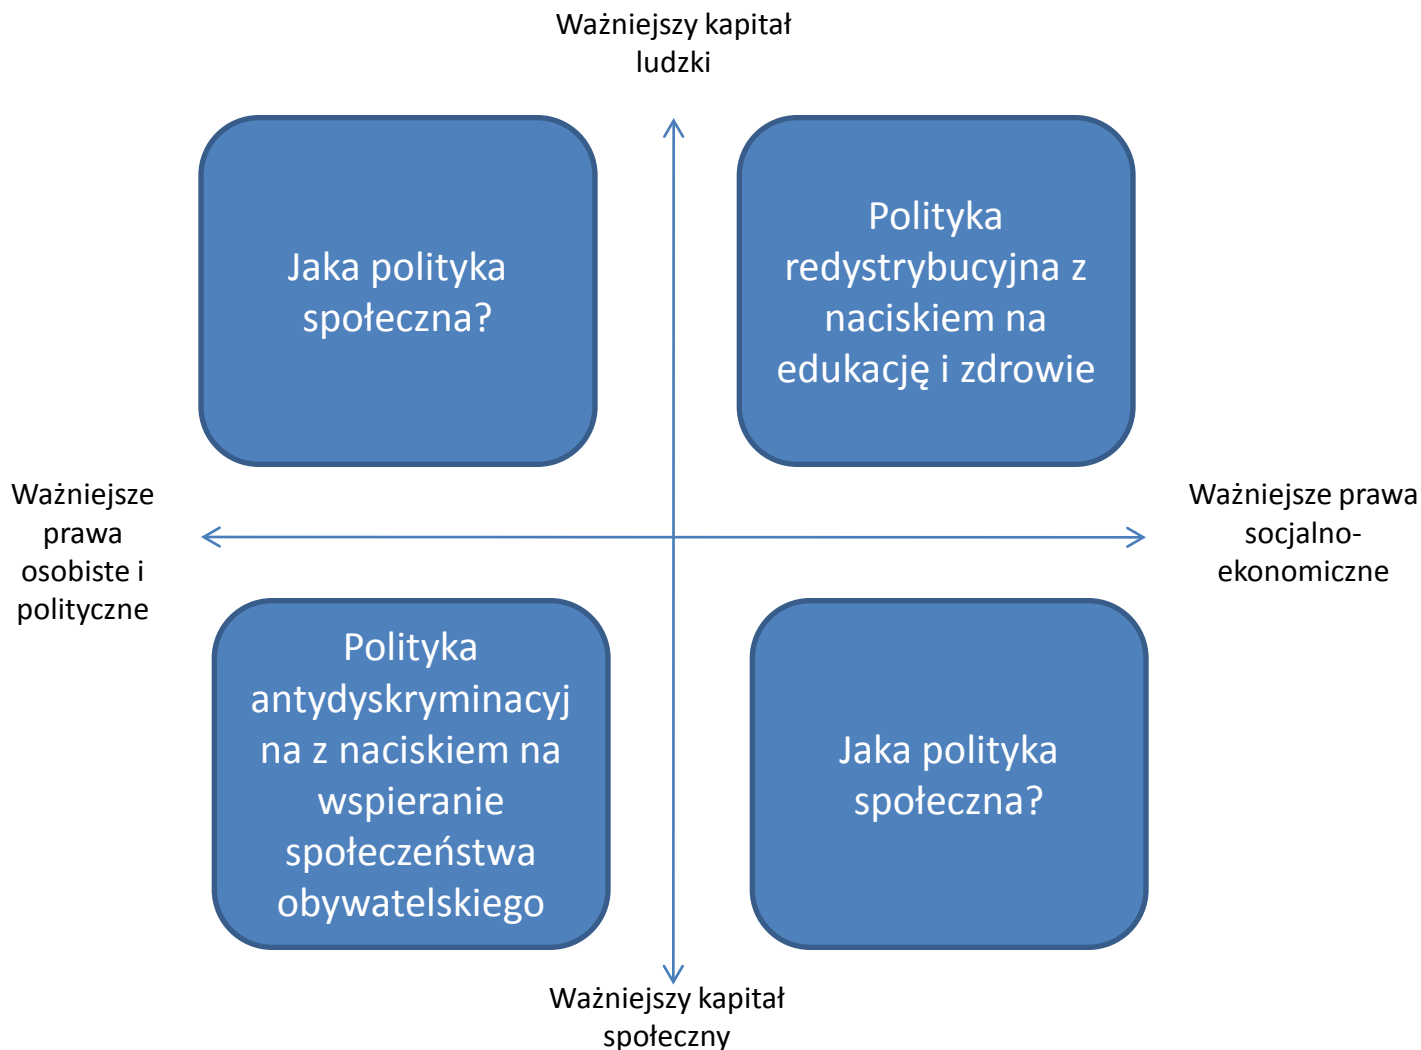 Ważniejszy kapitał
ludzki
Jaka polityka
społeczna?
Polityka
redystrybucyjna z
naciskiem na
edukację i zdrowie
Ważniejsze
prawa
osobiste i
polityczne
Ważniejsze prawa
socjalno-
ekonomiczne
Polityka
antydyskryminacyj
na z naciskiem na
wspieranie
społeczeństwa
obywatelskiego
Jaka polityka
społeczna?
Ważniejszy kapitał
społeczny